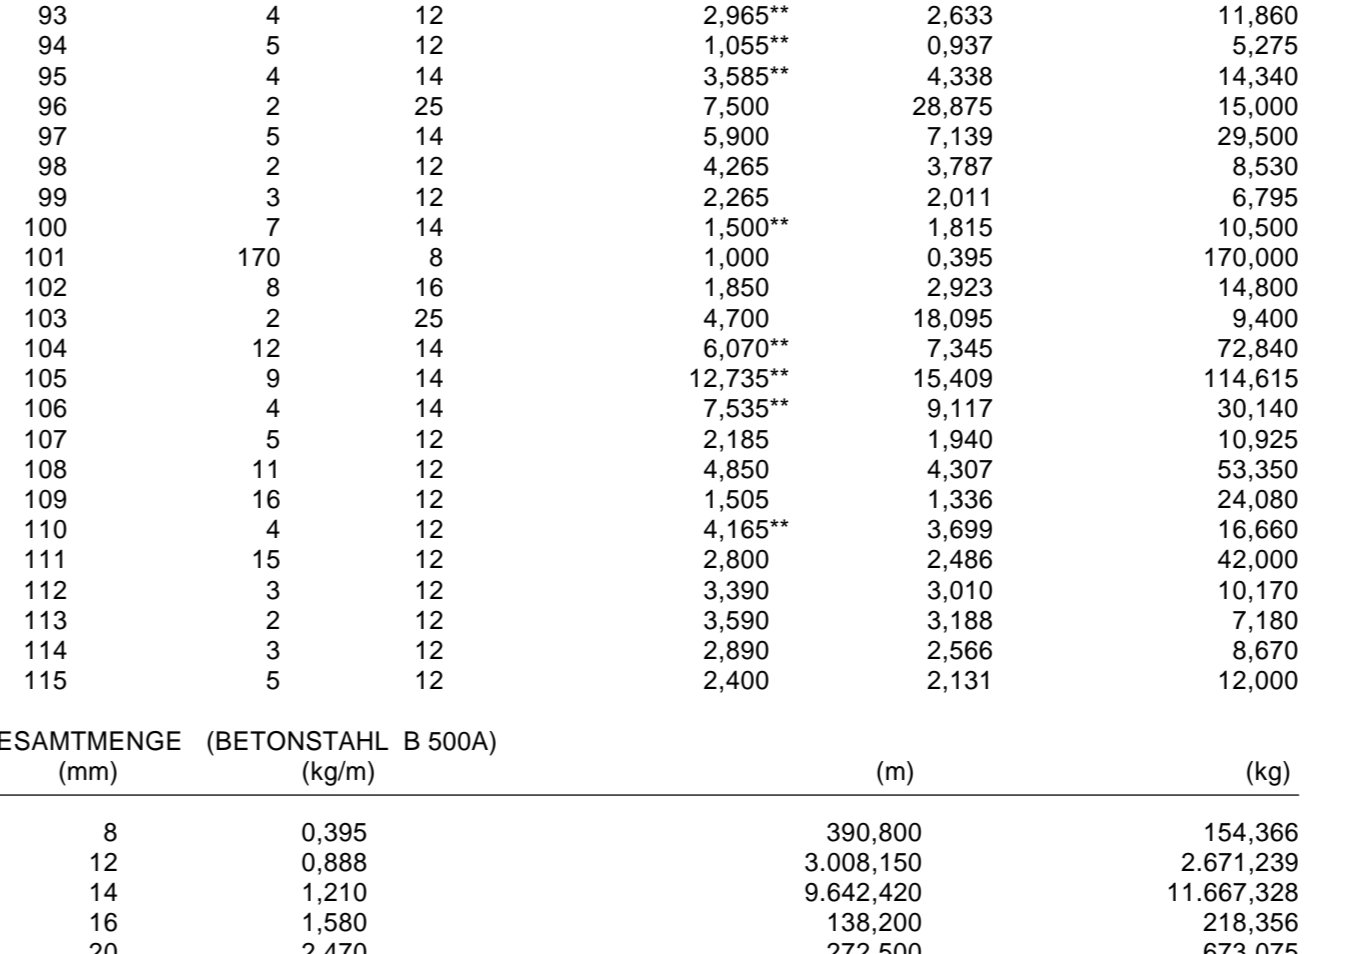 93 4 12 2,965** 2,633 11,860
94 5 12 1,055** 0,937 5,275
95 4 14 3,585** 4,338 14,340
96 2 25 7,500 28,875 15,000
97 5 14 5,900 7,139 29,500
98 2 12 4,265 3,787 8,530
99 3 12 2,265 2,011 6,795
100 7 14 1,500** 1,815 10,500
101 170 8 1,000 0,395 170,000
102 8 16 1,850 2,923 14,800
103 2 25 4,700 18,095 9,400
104 12 14 6,070** 7,345 72,840
105 9 14 12,735** 15,409 114,615
106 4 14 7,535** 9,117 30,140
107 5 12 2,185 1,940 10,925
108 11 12 4,850 4,307 53,350
109 16 12 1,505 1,336 24,080
110 4 12 4,165** 3,699 16,660
111 15 12 2,800 2,486 42,000
112 3 12 3,390 3,010 10,170
113 2 12 3,590 3,188 7,180
114 3 12 2,890 2,566 8,670
115 5 12 2,400 2,131 12,000
ESAMTMENGE (BETONSTAHL B 500A)
(mm) (kg/m) (m) (kg)
8 0,395 390,800 154,366
12 0,888 3.008,150 2.671,239
14 1,210 9.642,420 11.667,328
16 1,580 138,200 218,356
20 2,470 272,500 673,075